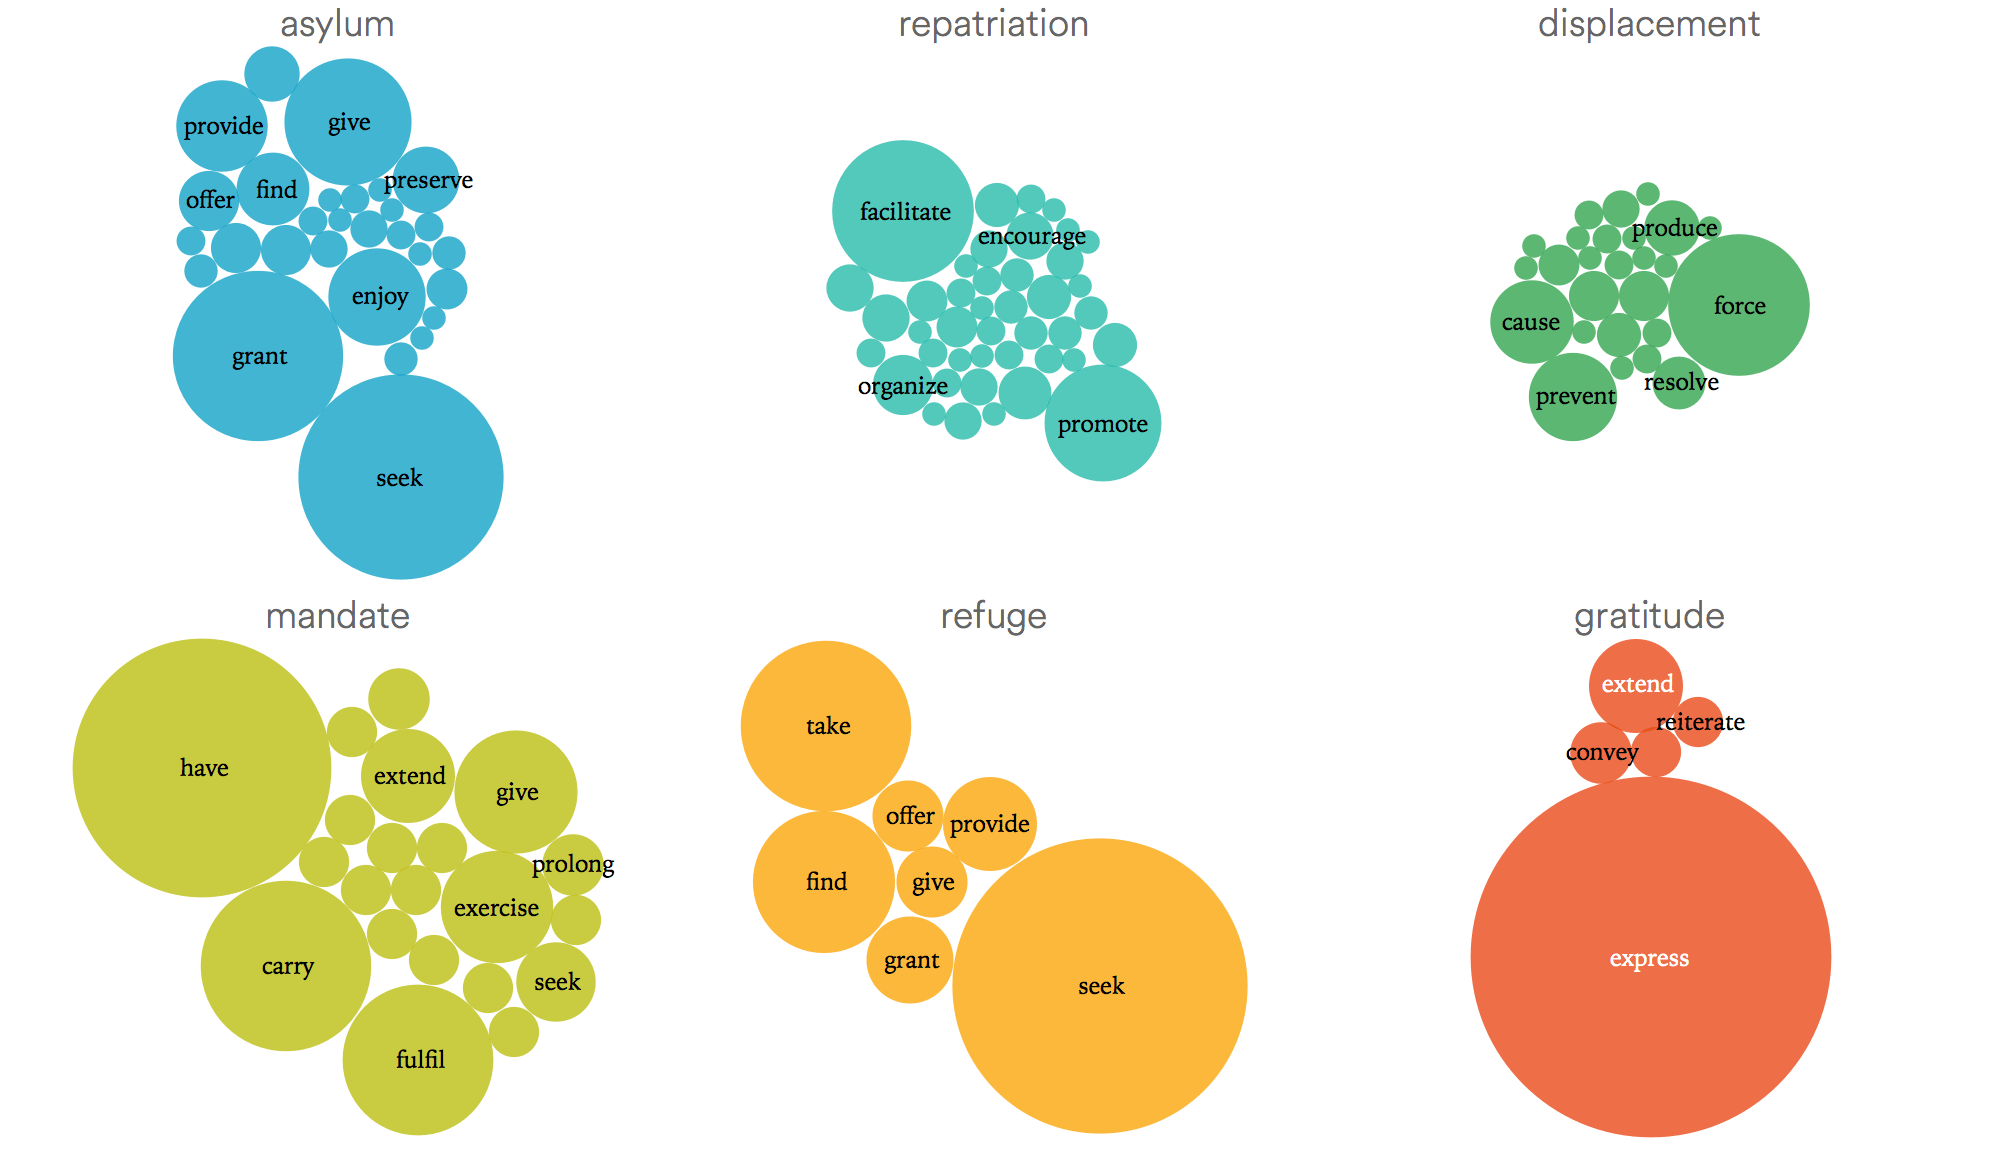 asylum
provide
give
preserve
find
offer
enjoy
grant
seek
repatriation
facilitate
encourage
organize
promote
displacement
produce
force
cause
resolve
prevent
mandate
have
extend
give
prolong
exercise
carry
seek
fulfil
refuge
take
offer
provide
find
give
grant
seek
gratitude
extend
reiterate
convey
express